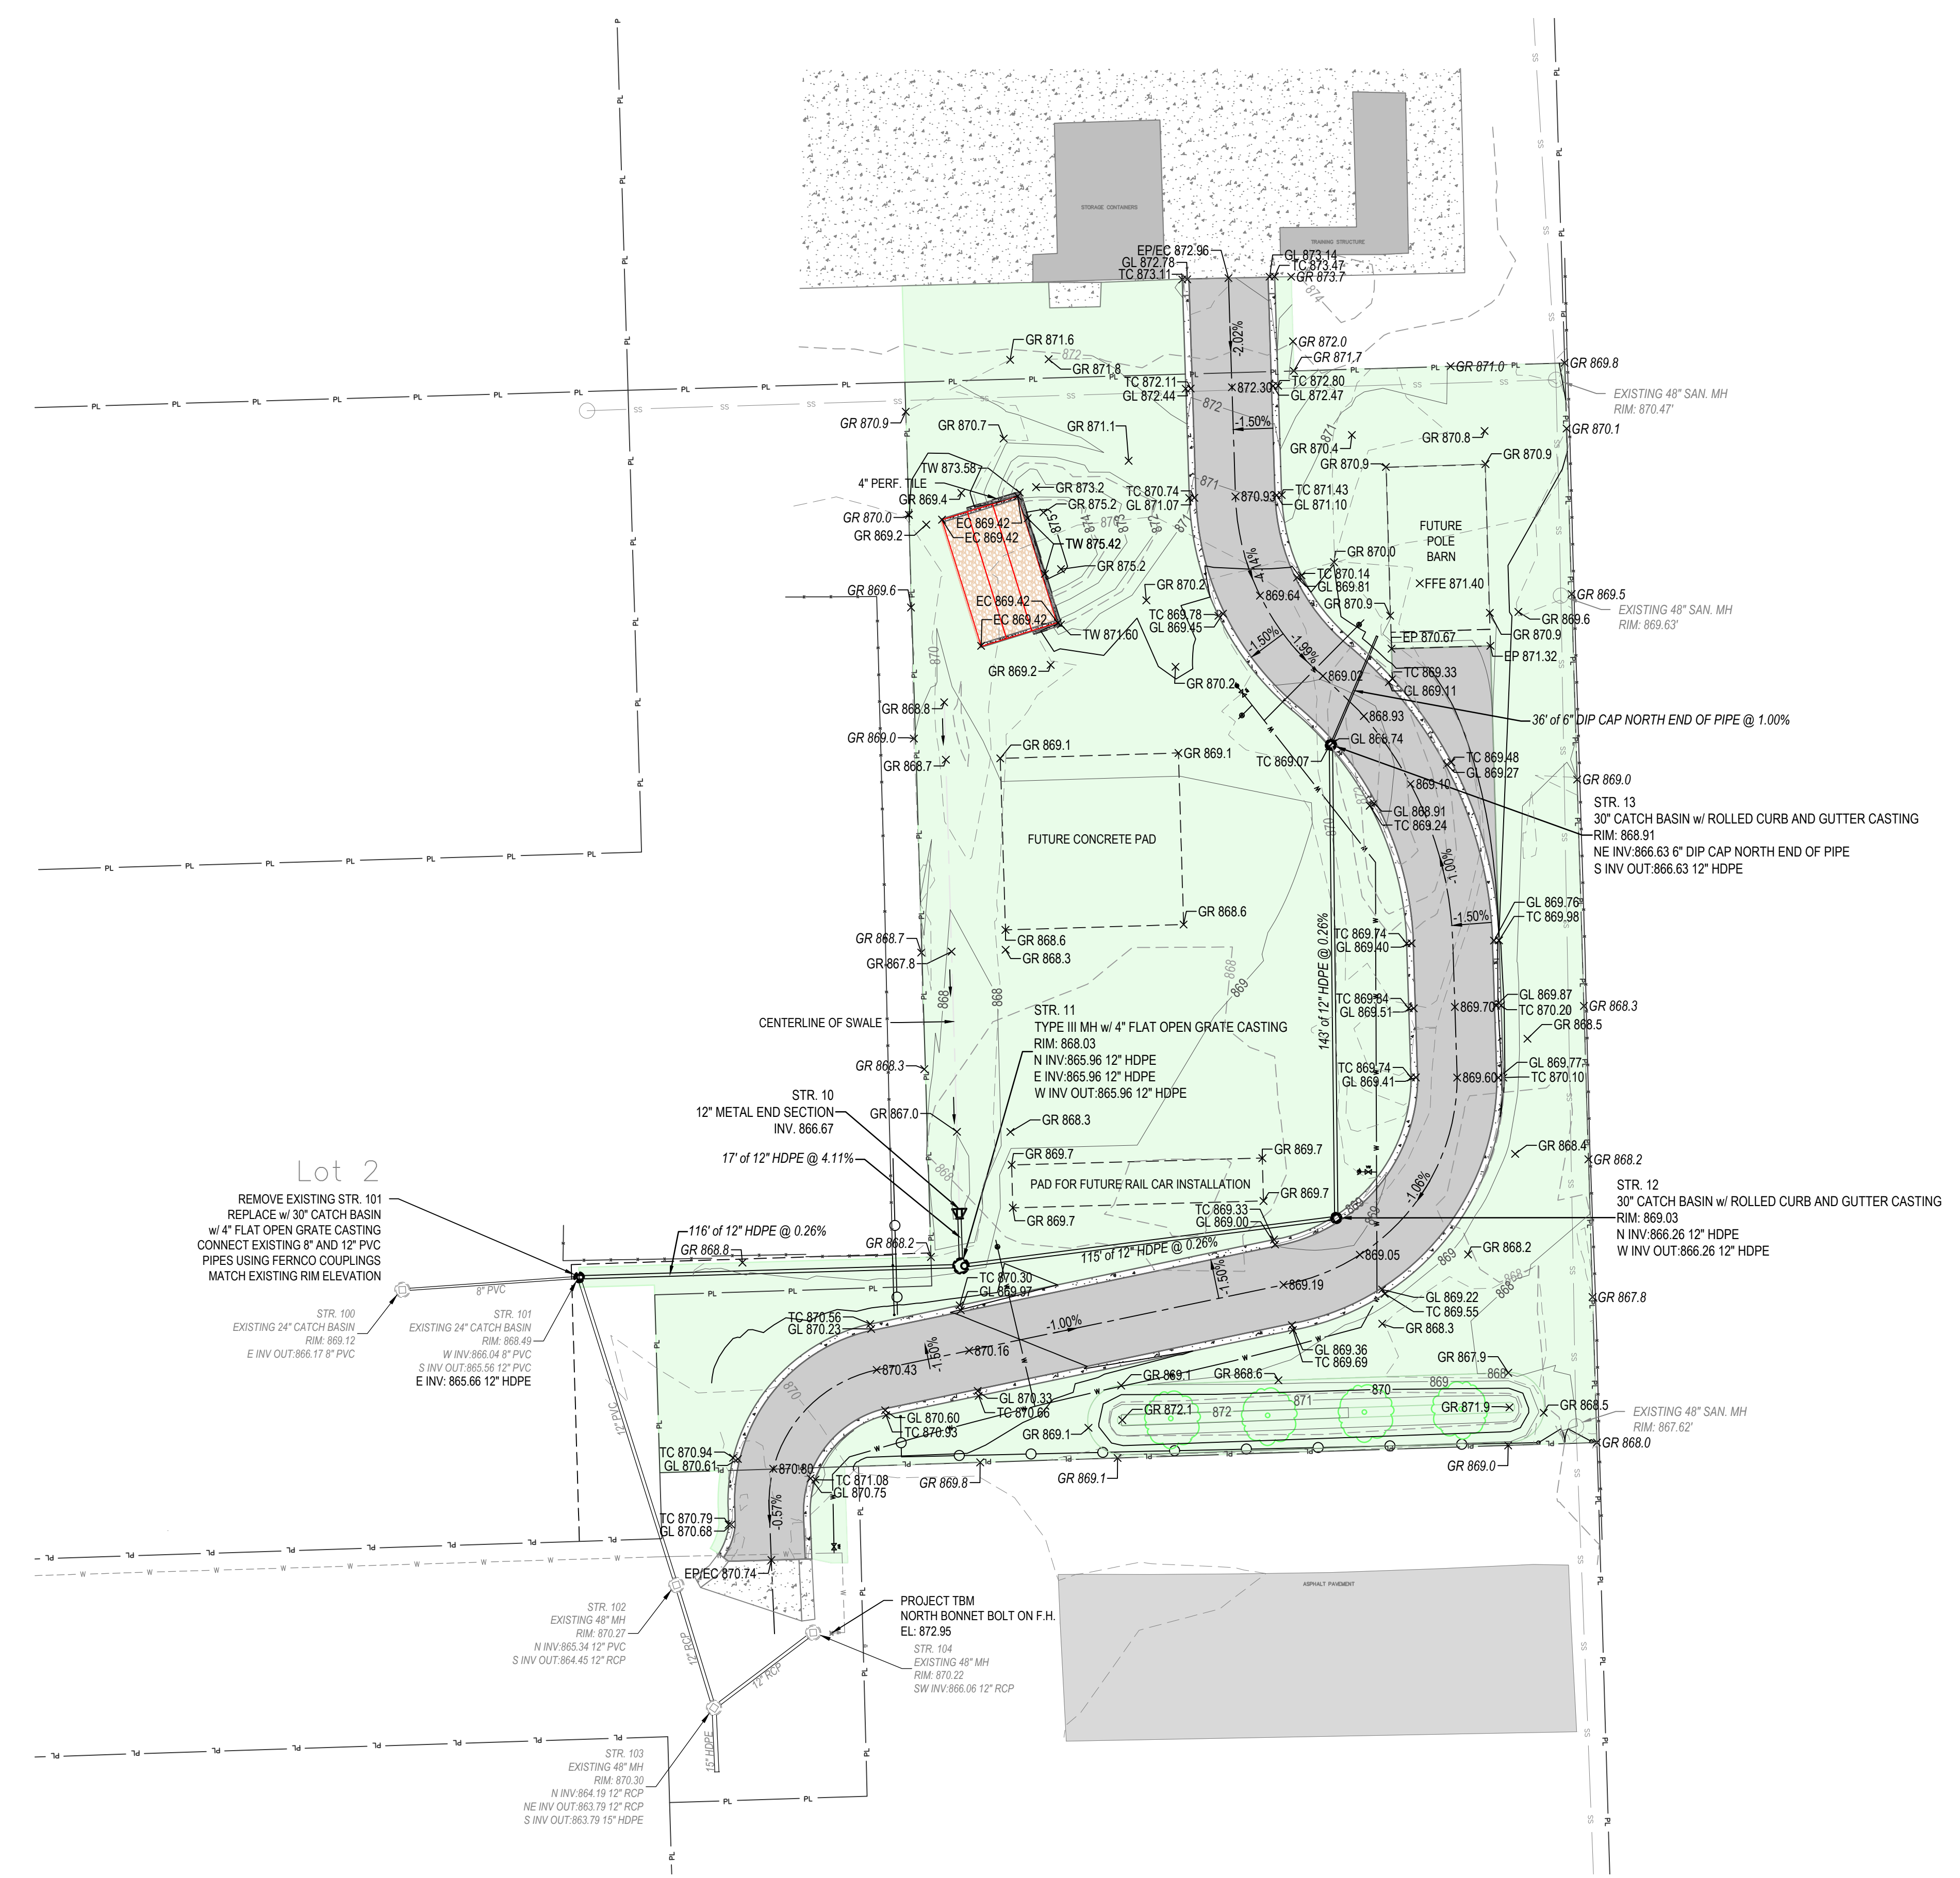 STORAGE CONTAINERS
TRAINING STRUCTURE
EP/EC 872.96
GL 872.78
TC 873.11
GL 873.14
TC 873.47
GR 873.7
874
-2.02%
GR 871.6
872
GR 871.8
GR 872.0
GR 871.7
GR 871.0
GR 869.8
EXISTING 48" SAN. MH
RIM: 870.47'
TC 872.11
GL 872.44
872.30
TC 872.80
GL 872.47
872
-1.50%
871
GR 870.9
GR 870.7
GR 871.1
GR 870.4
GR 870.8
GR 870.1
GR 870.9
GR 870.9
TW 873.58
4" PERF. TILE
GR 869.4
GR 873.2
GR 875.2
875
874
873
872
871
GR 870.0
GR 869.2
EC 869.42
EC 869.42
TW 875.42
GR 875.2
871
TC 870.74
GL 871.07
870.93
TC 871.43
GL 871.10
FUTURE
POLE
BARN
FFE 871.40
GR 870.0
-4.14%
TC 870.14
GL 869.81
GR 870.9
GR 869.6
EC 869.42
EC 869.42
TW 871.60
GR 870.2
TC 869.78
GL 869.45
869.64
-1.50%
-1.99%
GR 869.5
EXISTING 48" SAN. MH
RIM: 869.63'
GR 869.6
GR 870.9
EP 870.67
EP 871.32
870
GR 869.2
GR 870.2
869.02
TC 869.33
GL 869.11
GR 868.8
GR 869.0
GR 868.7
868.93
36' of 6" DIP CAP NORTH END OF PIPE @ 1.00%
GL 868.74
TC 869.07
GR 869.1
GR 869.1
TC 869.48
GL 869.27
869.10
GR 869.0
GL 868.91
TC 869.24
870
STR. 13
30" CATCH BASIN w/ ROLLED CURB AND GUTTER CASTING
RIM: 868.91
NE INV:866.63 6" DIP CAP NORTH END OF PIPE
S INV OUT:866.63 12" HDPE
FUTURE CONCRETE PAD
-1.00%
GR 868.6
GR 868.6
GR 868.3
GR 868.7
GR 867.8
GL 869.76
TC 869.98
-1.50%
TC 869.74
GL 869.40
143' of 12" HDPE @ 0.26%
868
869
868
868
CENTERLINE OF SWALE
STR. 11
TYPE III MH w/ 4" FLAT OPEN GRATE CASTING
RIM: 868.03
N INV:865.96 12" HDPE
E INV:865.96 12" HDPE
W INV OUT:865.96 12" HDPE
TC 869.84
GL 869.51
869.70
GL 869.87
TC 870.20
GR 868.3
GR 868.5
GR 868.3
TC 869.74
GL 869.41
869.60
GL 869.77
TC 870.10
STR. 10
12" METAL END SECTION
INV. 866.67
GR 867.0
GR 868.3
17' of 12" HDPE @ 4.11%
868
GR 869.7
GR 869.7
GR 868.4
GR 868.2
PAD FOR FUTURE RAIL CAR INSTALLATION
GR 869.7
GR 869.7
-1.06%
STR. 12
30" CATCH BASIN w/ ROLLED CURB AND GUTTER CASTING
RIM: 869.03
N INV:866.26 12" HDPE
W INV OUT:866.26 12" HDPE
Lot 2
REMOVE EXISTING STR. 101
REPLACE w/ 30" CATCH BASIN
w/ 4" FLAT OPEN GRATE CASTING
CONNECT EXISTING 8" AND 12" PVC
PIPES USING FERNCO COUPLINGS
MATCH EXISTING RIM ELEVATION
116' of 12" HDPE @ 0.26%
GR 868.8
GR 868.2
TC 869.33
GL 869.00
869
869
115' of 12" HDPE @ 0.26%
869.05
869.19
-1.50%
GR 868.2
869
868
868
8" PVC
STR. 100
EXISTING 24" CATCH BASIN
RIM: 869.12
E INV OUT:866.17 8" PVC
STR. 101
EXISTING 24" CATCH BASIN
RIM: 868.49
W INV:866.04 8" PVC
S INV OUT:865.56 12" PVC
E INV: 865.66 12" HDPE
TC 870.30
GL 869.97
TC 870.56
GL 870.23
-1.00%
870.16
870.43
-1.50%
GL 869.22
TC 869.55
GR 868.3
GR 867.8
GL 869.36
TC 869.69
GR 868.6
GR 867.9
868
869
870
871
872
GR 869.1
GR 872.1
GR 871.9
GR 868.5
EXISTING 48" SAN. MH
RIM: 867.62'
GR 868.0
870
12" PVC
GL 870.33
TC 870.66
GL 870.60
TC 870.93
GR 869.1
GR 869.8
GR 869.1
GR 869.0
TC 870.94
GL 870.61
870.80
TC 871.08
GL 870.75
-0.57%
TC 870.79
GL 870.68
EP/EC 870.74
ASPHALT PAVEMENT
STR. 102
EXISTING 48" MH
RIM: 870.27
N INV:865.34 12" PVC
S INV OUT:864.45 12" RCP
PROJECT TBM
NORTH BONNET BOLT ON F.H.
EL: 872.95
STR. 104
EXISTING 48" MH
RIM: 870.22
SW INV:866.06 12" RCP
12" RCP
12" RCP
15" HDPE
STR. 103
EXISTING 48" MH
RIM: 870.30
N INV:864.19 12" RCP
NE INV OUT:863.79 12" RCP
S INV OUT:863.79 15" HDPE